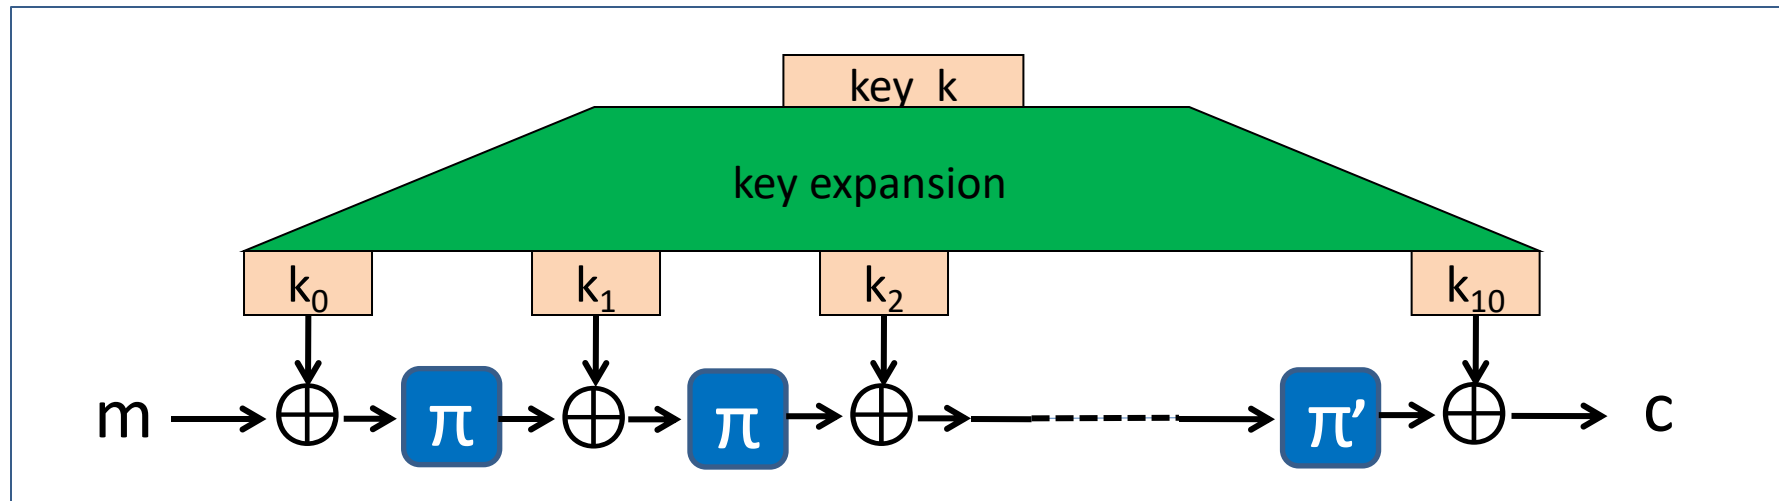 key k
key expansion
k₀ k₁ k₂ k₁₀
m π π π′ c